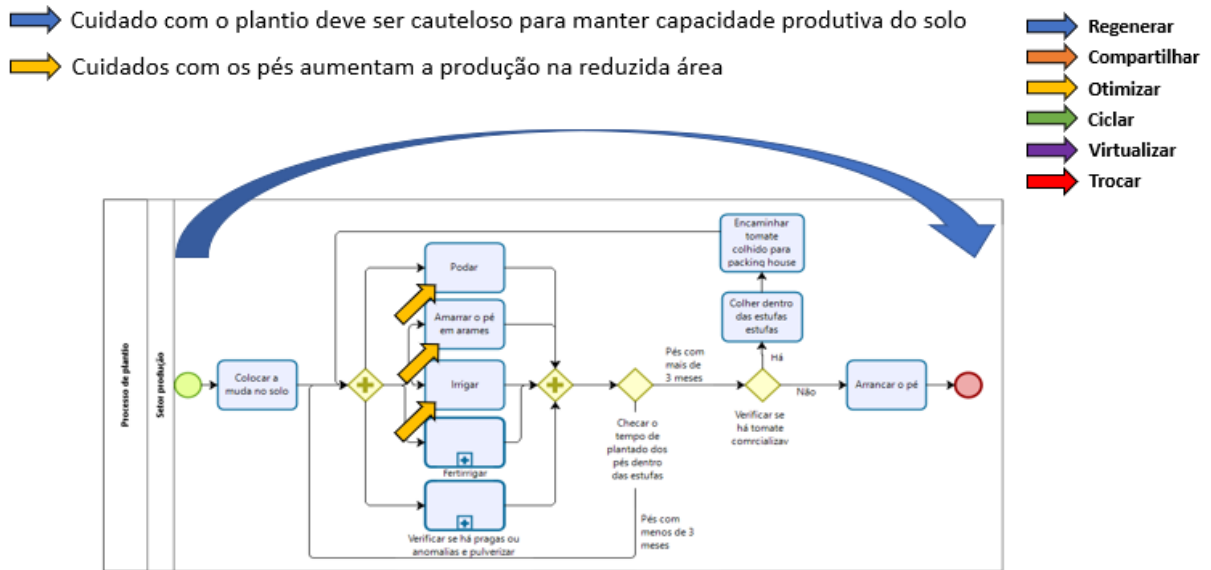 Cuidado com o plantio deve ser cauteloso para manter capacidade produtiva do solo
Cuidados com os pés aumentam a produção na reduzida área
Regenerar
Compartilhar
Otimizar
Ciclar
Virtualizar
Trocar
Processo de plantio
Setor produção
Colocar a
muda no solo
Podar
Amarrar o pé
em arames
Irrigar
Fertirrigar
Verificar se há pragas ou
anomalias e pulverizar
Checar o
tempo de
plantado dos
pés dentro
das estufas
Pés com
menos de 3
meses
Pés com
mais de
3 meses
Verificar se
há tomate
comrcializav
Há
Colher dentro
das estufas
estufas
Encaminhar
tomate
colhido para
packing house
Não
Arrancar o pé